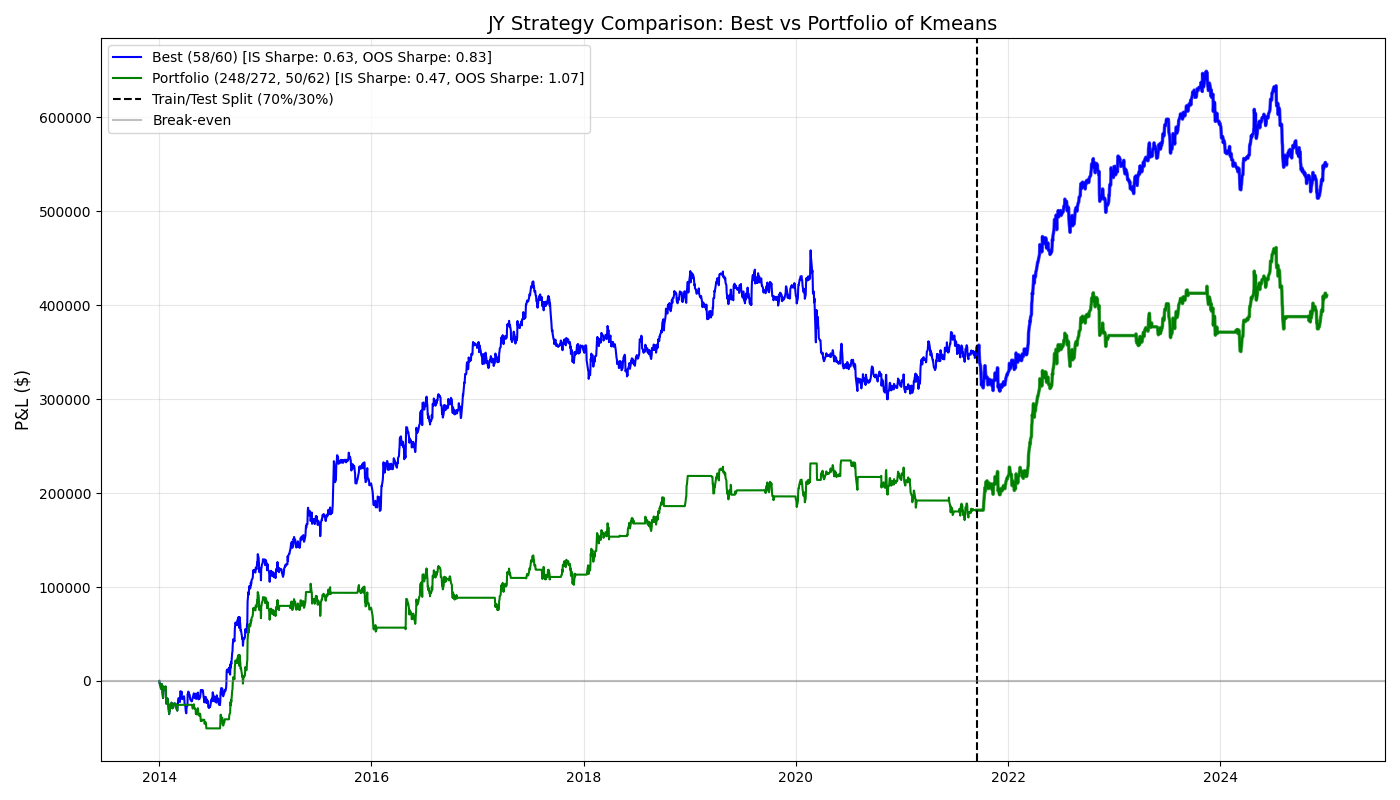 JY Strategy Comparison: Best vs Portfolio of Kmeans
Best (58/60) [IS Sharpe: 0.63, OOS Sharpe: 0.83]
Portfolio (248/272, 50/62) [IS Sharpe: 0.47, OOS Sharpe: 1.07]
Train/Test Split (70%/30%)
Break-even
P&L ($)
600000
500000
400000
300000
200000
100000
0
2014 2016 2018 2020 2022 2024